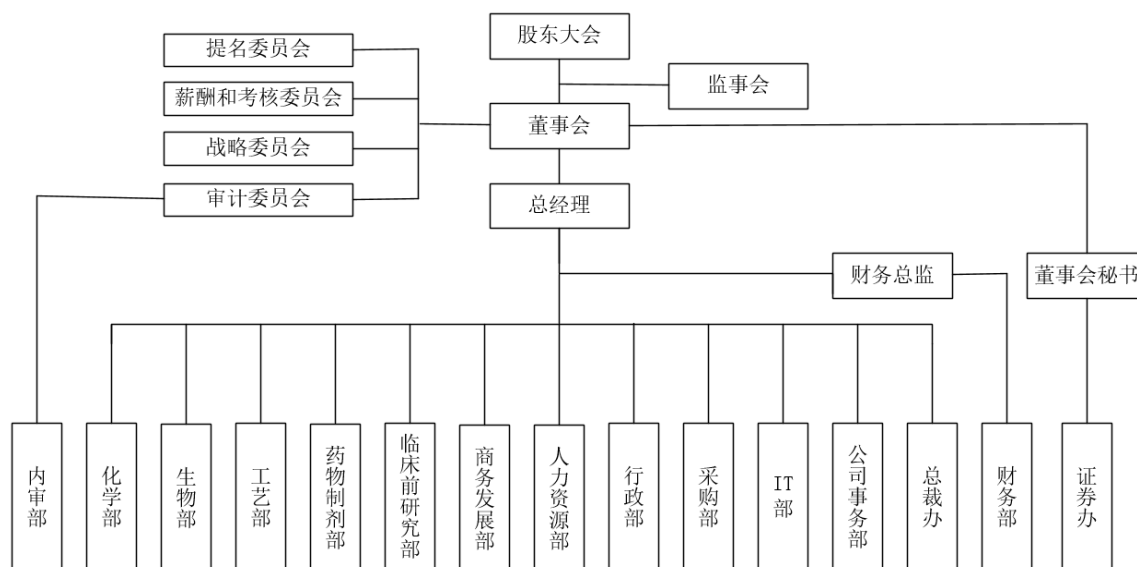 股东大会
提名委员会
监事会
薪酬和考核委员会
董事会
战略委员会
审计委员会
总经理
财务总监
董事会秘书
内审部
化学部
生物部
工艺部
药物制剂部
临床前研究部
商务发展部
人力资源部
行政部
采购部
IT部
公司事务部
总裁办
财务部
证券办